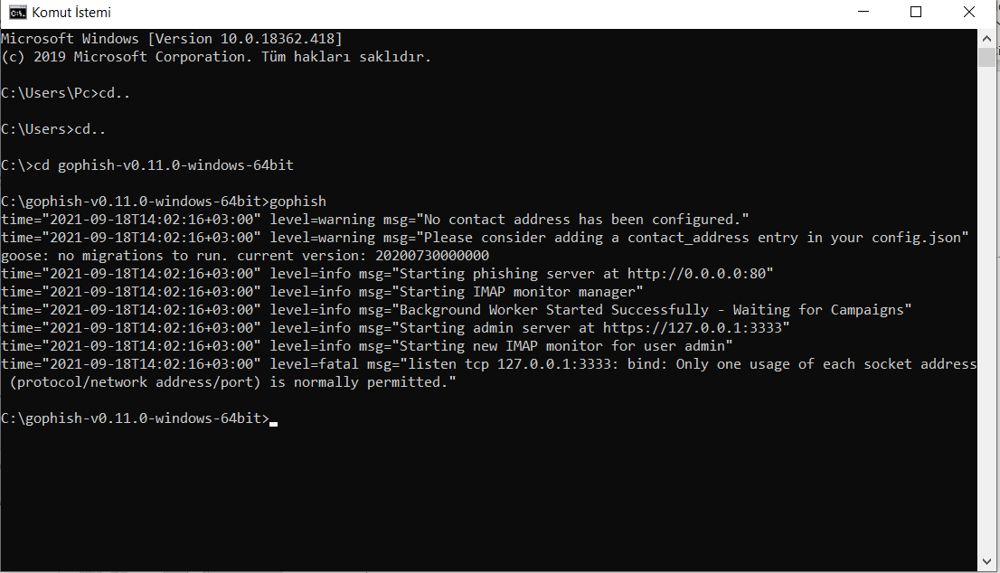 Komut İstemi
Microsoft Windows [Version 10.0.18362.418]
(c) 2019 Microsoft Corporation. Tüm hakları saklıdır.
C:\Users\Pc>cd..
C:\Users>cd..
C:\>cd gophish-v0.11.0-windows-64bit
C:\gophish-v0.11.0-windows-64bit>gophish
time="2021-09-18T14:02:16+03:00" level=warning msg="No contact address has been configured."
time="2021-09-18T14:02:16+03:00" level=warning msg="Please consider adding a contact_address entry in your config.json"
goose: no migrations to run. current version: 20200730000000
time="2021-09-18T14:02:16+03:00" level=info msg="Starting phishing server at http://0.0.0.0:80"
time="2021-09-18T14:02:16+03:00" level=info msg="Starting IMAP monitor manager"
time="2021-09-18T14:02:16+03:00" level=info msg="Background Worker Started Successfully - Waiting for Campaigns"
time="2021-09-18T14:02:16+03:00" level=info msg="Starting admin server at https://127.0.0.1:3333"
time="2021-09-18T14:02:16+03:00" level=info msg="Starting new IMAP monitor for user admin"
time="2021-09-18T14:02:16+03:00" level=fatal msg="listen tcp 127.0.0.1:3333: bind: Only one usage of each socket address
(protocol/network address/port) is normally permitted."
C:\gophish-v0.11.0-windows-64bit>